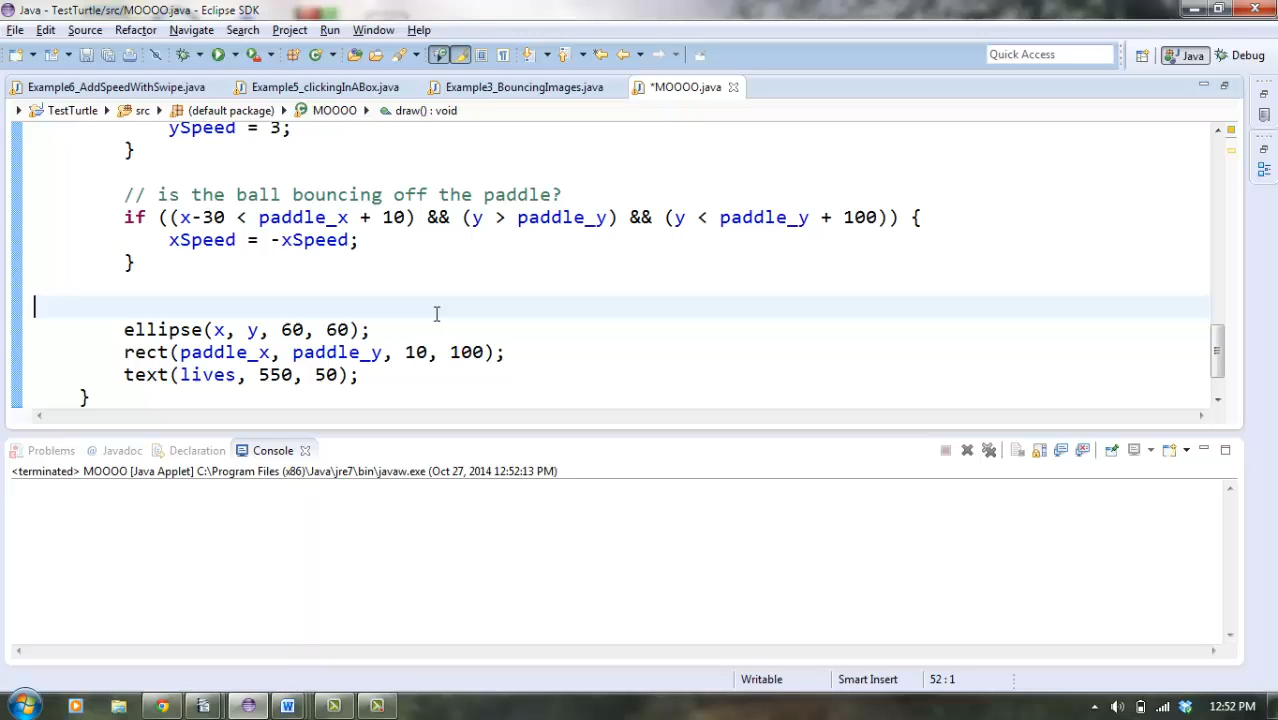 Java - TestTurtle/src/MOOOO.java - Eclipse SDK
File Edit Source Refactor Navigate Search Project Run Window Help
Quick Access Java Debug
Example6_AddSpeedWithSwipe.java Example5_clickingInABox.java Example3_BouncingImages.java *MOOOO.java
TestTurtle src (default package) MOOOO draw() : void
ySpeed = 3;
}
// is the ball bouncing off the paddle?
if ((x-30 < paddle_x + 10) && (y > paddle_y) && (y < paddle_y + 100)) {
xSpeed = -xSpeed;
}
ellipse(x, y, 60, 60);
rect(paddle_x, paddle_y, 10, 100);
text(lives, 550, 50);
}
Problems @ Javadoc Declaration Console
<terminated> MOOOO [Java Applet] C:\Program Files (x86)\Java\jre7\bin\javaw.exe (Oct 27, 2014 12:52:13 PM)
Writable Smart Insert 52 : 1
12:52 PM